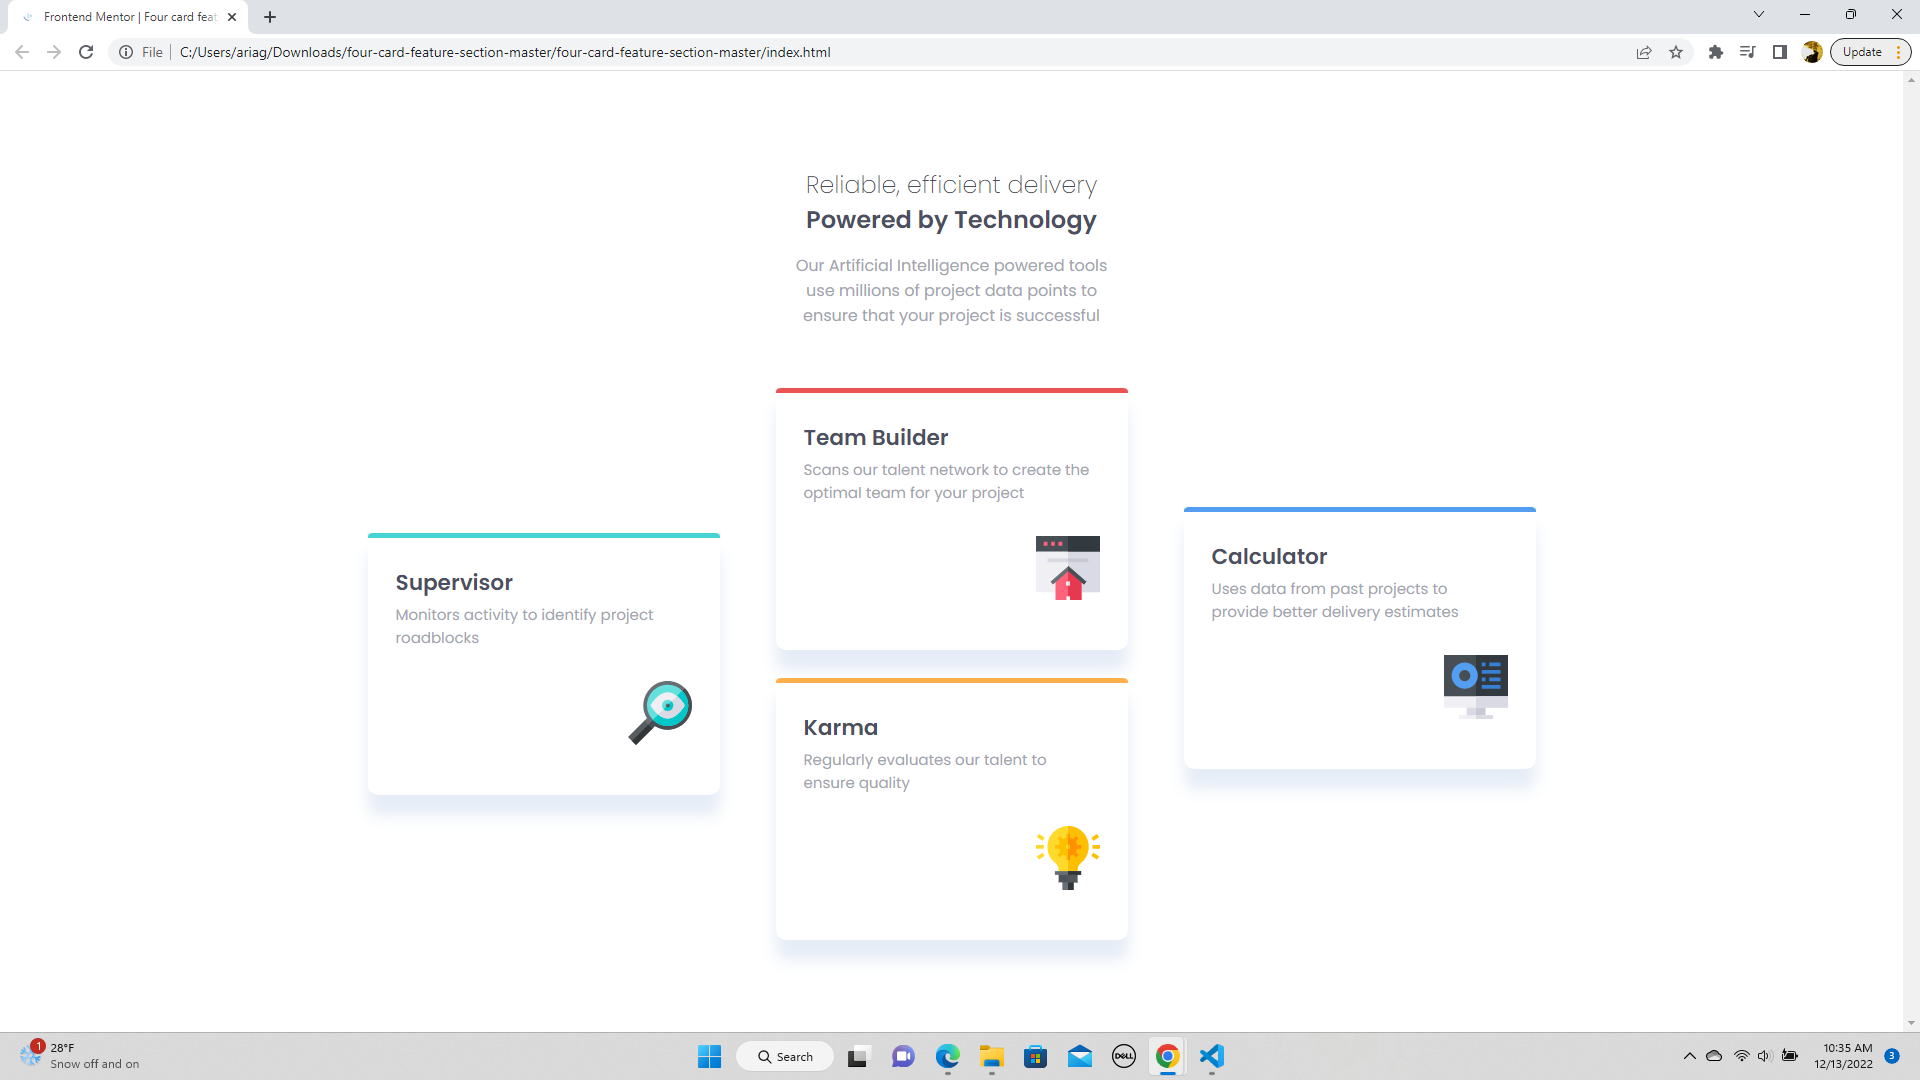 Frontend Mentor | Four card feat
File
C:/Users/ariag/Downloads/four-card-feature-section-master/four-card-feature-section-master/index.html
Update
Reliable, efficient delivery
Powered by Technology
Our Artificial Intelligence powered tools
use millions of project data points to
ensure that your project is successful
Team Builder
Scans our talent network to create the
optimal team for your project
Supervisor
Monitors activity to identify project
roadblocks
Calculator
Uses data from past projects to
provide better delivery estimates
Karma
Regularly evaluates our talent to
ensure quality
1
28°F
Snow off and on
Search
DELL
10:35 AM
12/13/2022
3